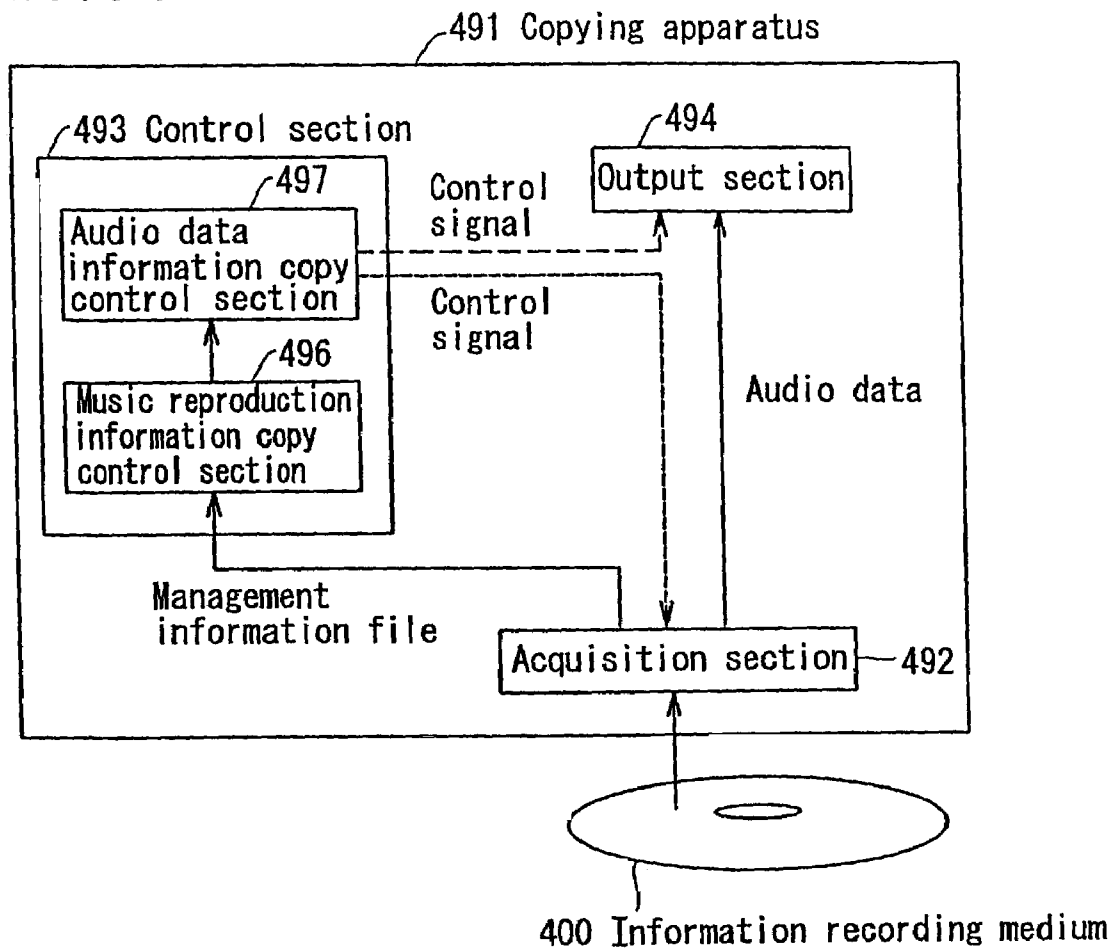 491 Copying apparatus
493 Control section
497
Audio data
information copy
control section
496
Music reproduction
information copy
control section
Control
signal
Control
signal
494
Output section
Audio data
Management
information file
Acquisition section
492
400 Information recording medium